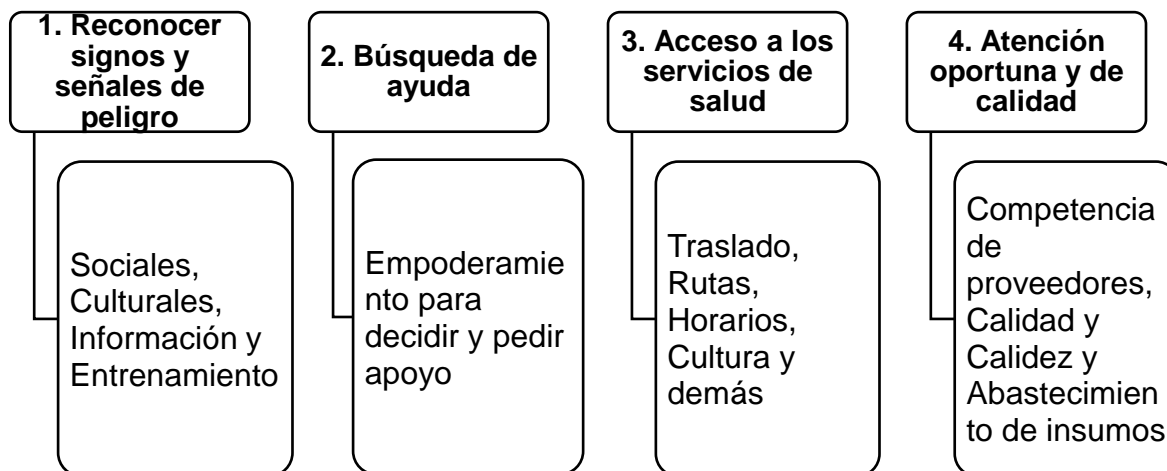 1. Reconocer
signos y
señales de
peligro
Sociales,
Culturales,
Información y
Entrenamiento
2. Búsqueda de
ayuda
Empoderamie
nto para
decidir y pedir
apoyo
3. Acceso a los
servicios de
salud
Traslado,
Rutas,
Horarios,
Cultura y
demás
4. Atención
oportuna y de
calidad
Competencia
de
proveedores,
Calidad y
Calidez y
Abastecimien
to de insumos